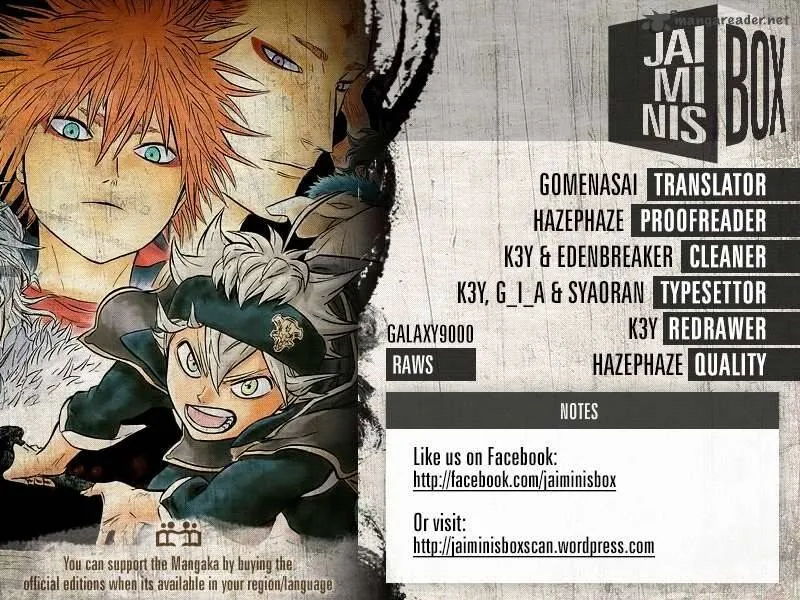 mangareader.net
JAI
MI
NIS
BOX
GOMENASAI TRANSLATOR
HAZEPHAZE PROOFREADER
K3Y & EDENBREAKER CLEANER
K3Y, G_I_A & SYAORAN TYPESETTOR
K3Y REDRAWER
GALAXY9000
RAWS
HAZEPHAZE QUALITY
NOTES
Like us on Facebook:
http://facebook.com/jaiminisbox
Or visit:
http://jaiminisboxscan.wordpress.com
You can support the Mangaka by buying the
official editions when its available in your region/language